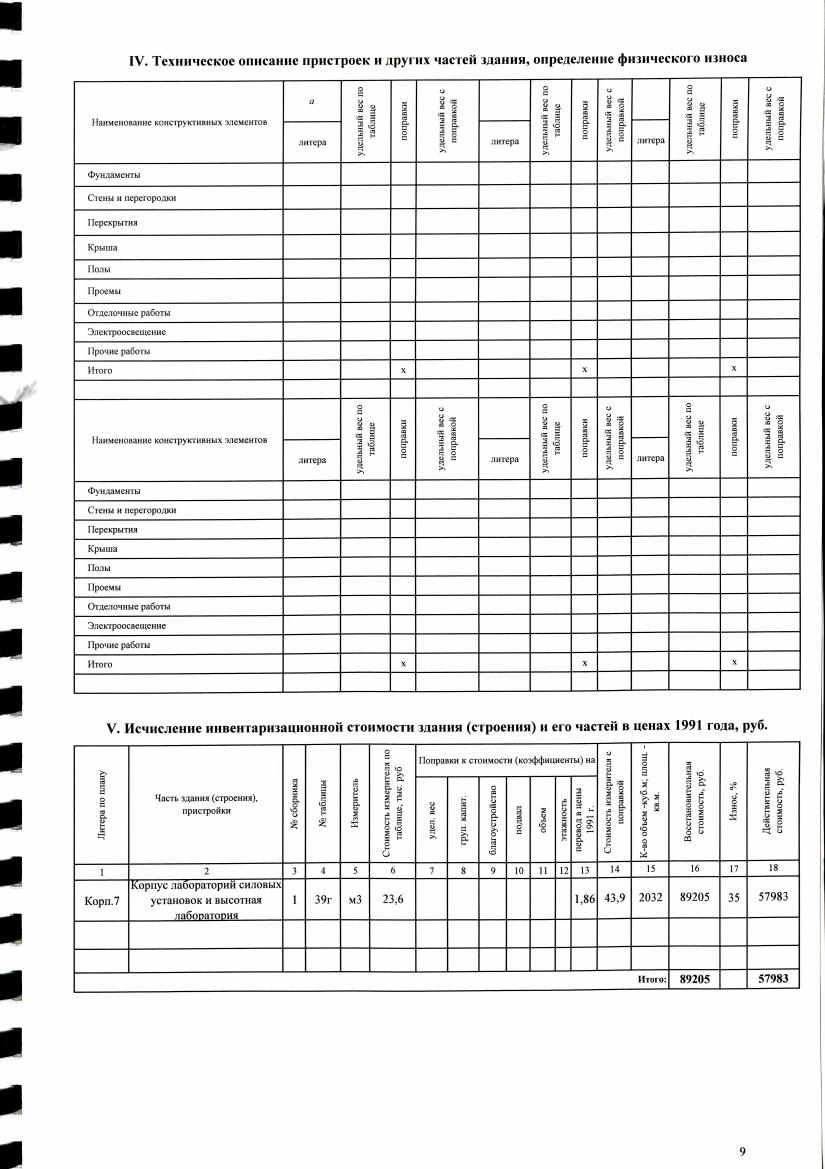 IV. Техническое описание пристроек и других частей здания, определение физического износа
Наименование конструктивных элементов
а
литера
удельный вес по таблице
поправки
удельный вес с поправкой
литера
удельный вес по таблице
поправки
удельный вес с поправкой
литера
удельный вес по таблице
поправки
удельный вес с поправкой
Фундаменты
Стены и перегородки
Перекрытия
Крыша
Полы
Проемы
Отделочные работы
Электроосвещение
Прочие работы
Итого х х х
Наименование конструктивных элементов
литера
удельный вес по таблице
поправки
удельный вес с поправкой
литера
удельный вес по таблице
поправки
удельный вес с поправкой
литера
удельный вес по таблице
поправки
удельный вес с поправкой
Фундаменты
Стены и перегородки
Перекрытия
Крыша
Полы
Проемы
Отделочные работы
Электроосвещение
Прочие работы
Итого х х х
V. Исчисление инвентаризационной стоимости здания (строения) и его частей в ценах 1991 года, руб.
Литера по плану
Часть здания (строения),
пристройки
№ сборника
№ таблицы
Измеритель
Стоимость измерителя по таблице, тыс. руб
Поправки к стоимости (коэффициенты) на
удел. вес
груп. капит.
благоустройство
подвал
объем
этажность
перевод в цены 1991 г.
Стоимость измерителя с поправкой
К-во объем -куб.м; площ. - кв.м.
Восстановительная стоимость, руб.
Износ, %
Действительная стоимость, руб.
1 2 3 4 5 6 7 8 9 10 11 12 13 14 15 16 17 18
Корпус лабораторий силовых
Корп.7 установок и высотная 1 39г м3 23,6 1,86 43,9 2032 89205 35 57983
лаборатория
Итого: 89205 57983
9